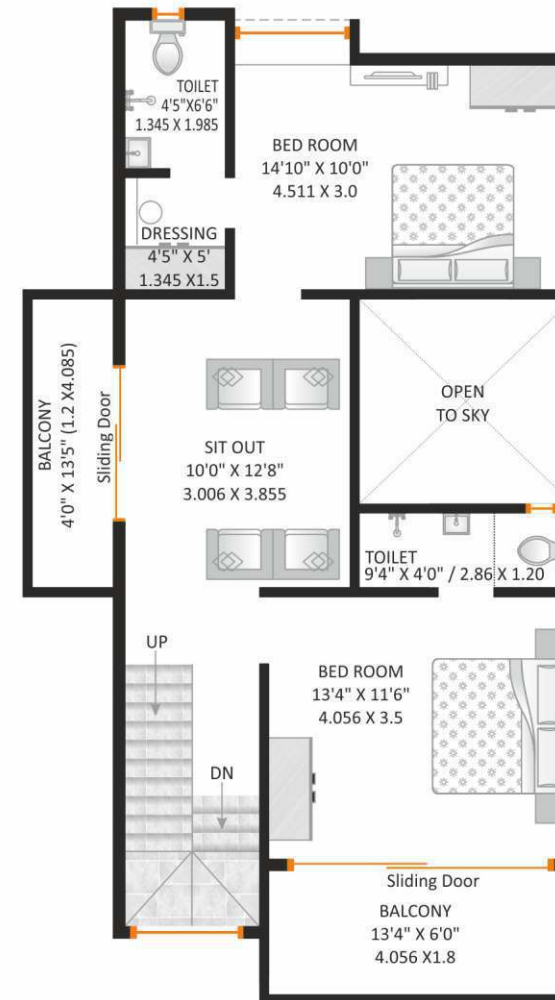 TOILET
4'5"X6'6"
1.345 X 1.985
BED ROOM
14'10" X 10'0"
4.511 X 3.0
DRESSING
4'5" X 5'
1.345 X1.5
BALCONY
4'0" X 13'5" (1.2 X4.085)
Sliding Door
SIT OUT
10'0" X 12'8"
3.006 X 3.855
OPEN
TO SKY
TOILET
9'4" X 4'0" / 2.86 X 1.20
UP
DN
BED ROOM
13'4" X 11'6"
4.056 X 3.5
Sliding Door
BALCONY
13'4" X 6'0"
4.056 X1.8